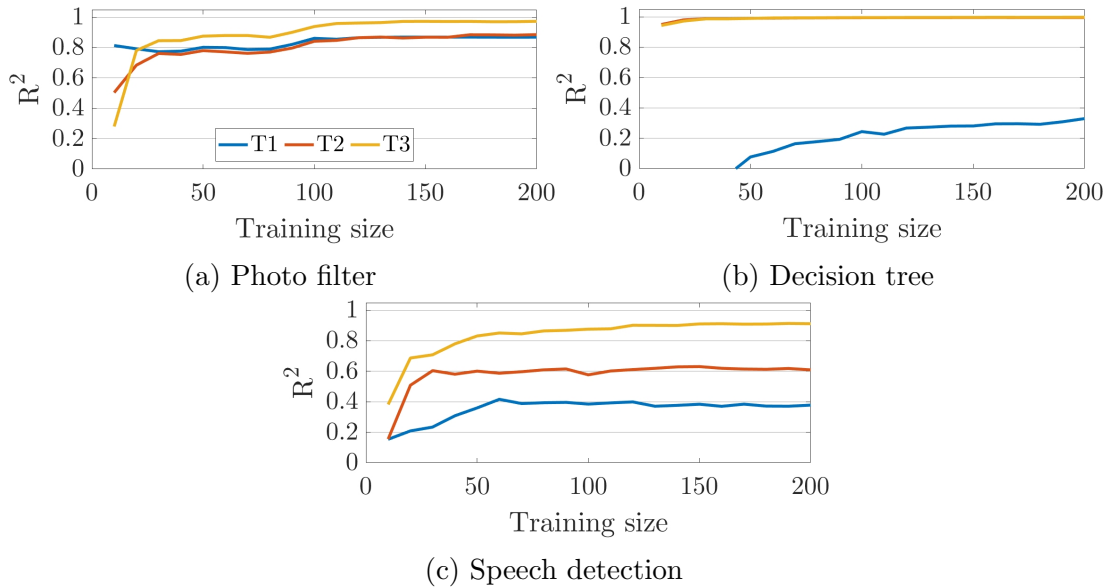 1
0.8
0.6
0.4
0.2
0
R²
T1 T2 T3
0 50 100 150 200
Training size
(a) Photo filter
1
0.8
0.6
0.4
0.2
0
R²
0 50 100 150 200
Training size
(b) Decision tree
1
0.8
0.6
0.4
0.2
0
R²
0 50 100 150 200
Training size
(c) Speech detection